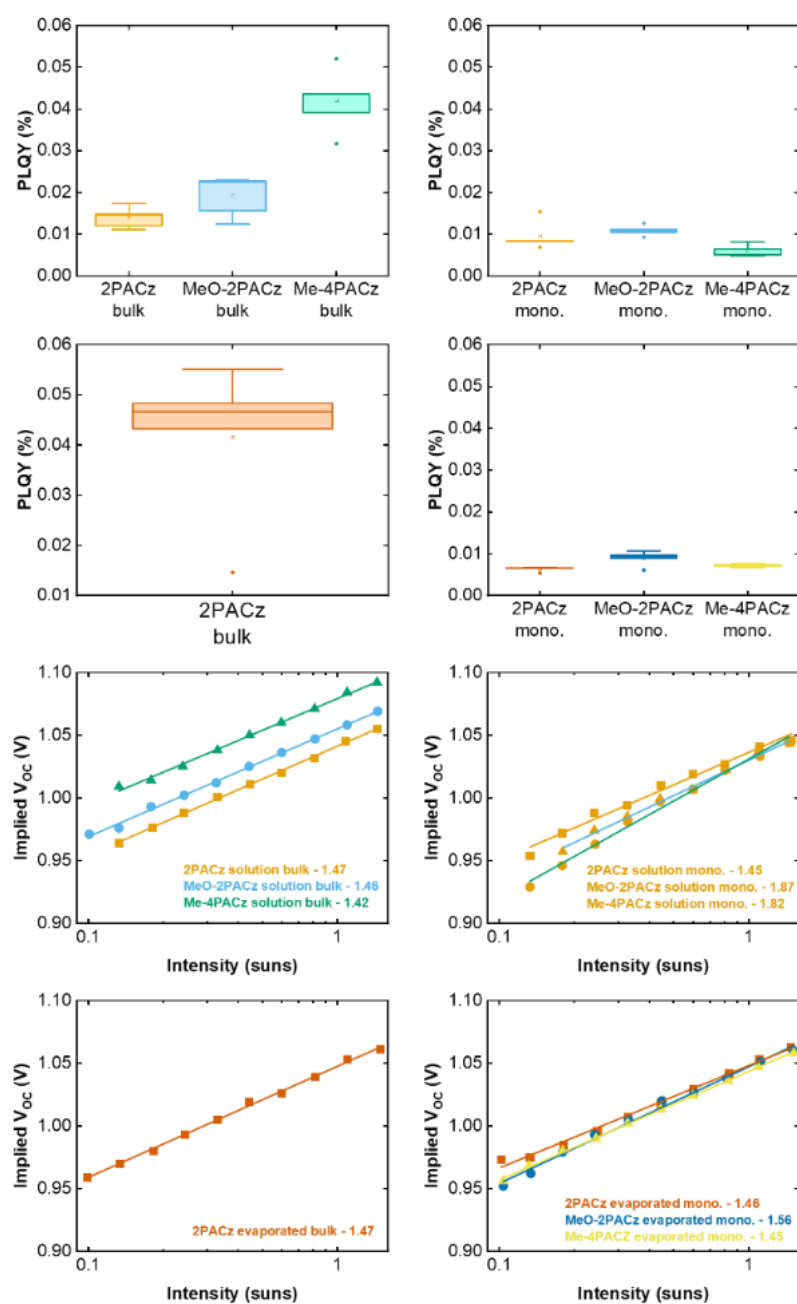 PLQY (%)
0.06
0.05
0.04
0.03
0.02
0.01
0.00
2PACz
bulk
MeO-2PACz
bulk
Me-4PACz
bulk
PLQY (%)
0.06
0.05
0.04
0.03
0.02
0.01
0.00
2PACz
mono.
MeO-2PACz
mono.
Me-4PACz
mono.
PLQY (%)
0.06
0.05
0.04
0.03
0.02
0.01
2PACz
bulk
PLQY (%)
0.06
0.05
0.04
0.03
0.02
0.01
0.00
2PACz
mono.
MeO-2PACz
mono.
Me-4PACz
mono.
Implied VOC (V)
1.10
1.05
1.00
0.95
0.90
2PACz solution bulk - 1.47
MeO-2PACz solution bulk - 1.46
Me-4PACz solution bulk - 1.42
0.1
1
Intensity (suns)
Implied VOC (V)
1.10
1.05
1.00
0.95
0.90
2PACz solution mono. - 1.45
MeO-2PACz solution mono. - 1.87
Me-4PACz solution mono. - 1.82
0.1
1
Intensity (suns)
Implied VOC (V)
1.10
1.05
1.00
0.95
0.90
2PACz evaporated bulk - 1.47
0.1
1
Intensity (suns)
Implied VOC (V)
1.10
1.05
1.00
0.95
0.90
2PACz evaporated mono. - 1.46
MeO-2PACz evaporated mono. - 1.56
Me-4PACZ evaporated mono. - 1.45
0.1
1
Intensity (suns)